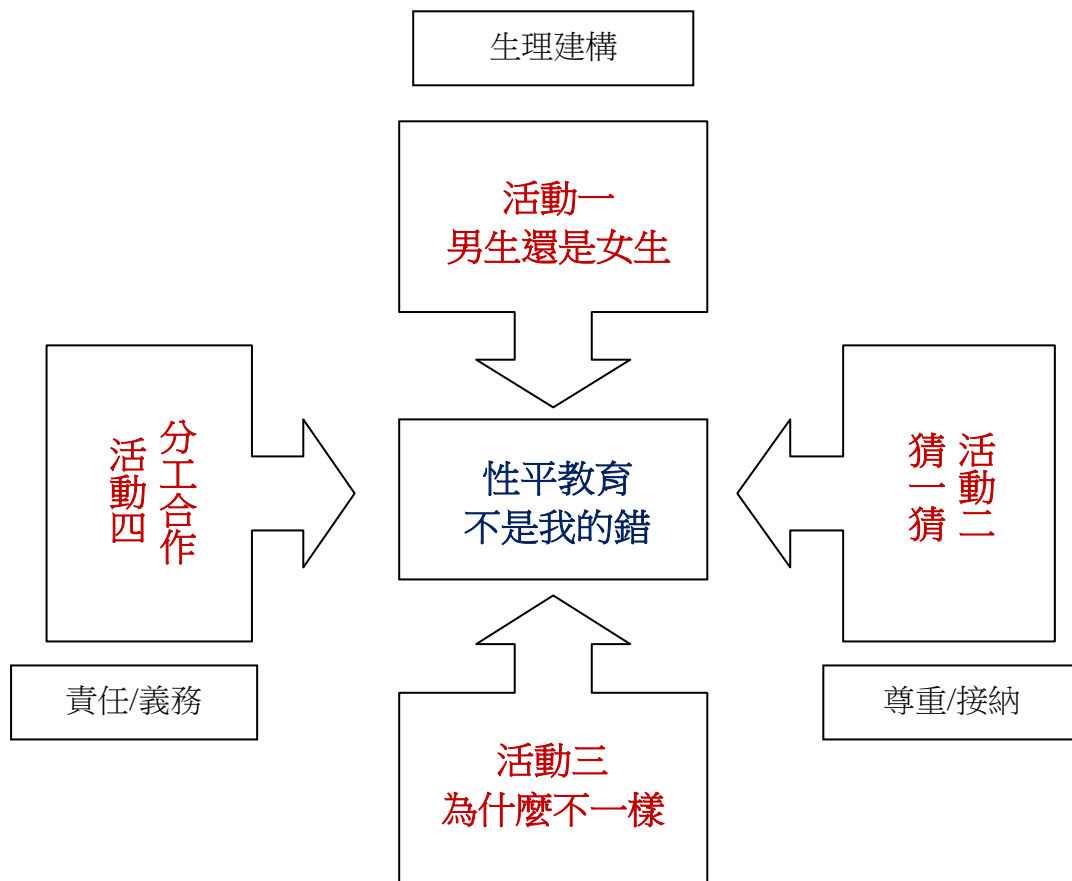 生理建構
活動一
男生還是女生
活動四
分工合作
性平教育
不是我的錯
活動二
猜一猜
責任/義務
尊重/接納
活動三
為什麼不一樣